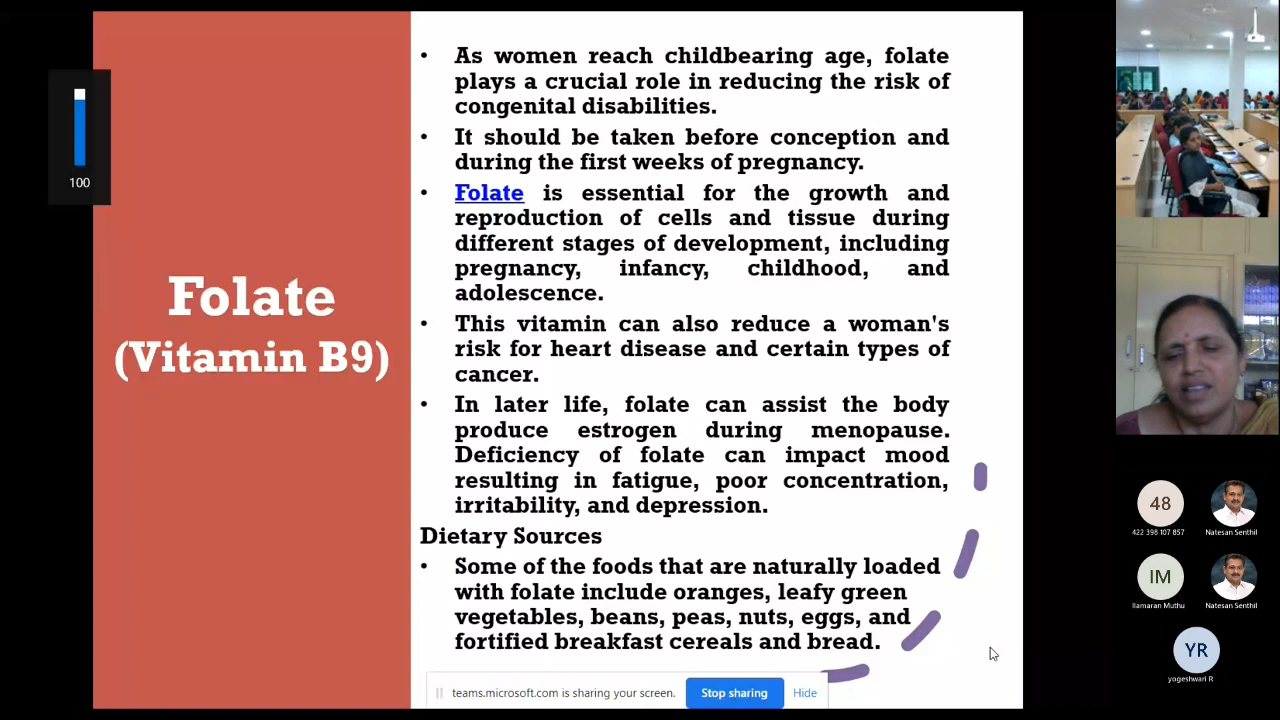 100
Folate
(Vitamin B9)
• As women reach childbearing age, folate
plays a crucial role in reducing the risk of
congenital disabilities.
• It should be taken before conception and
during the first weeks of pregnancy.
• Folate is essential for the growth and
reproduction of cells and tissue during
different stages of development, including
pregnancy, infancy, childhood, and
adolescence.
• This vitamin can also reduce a woman's
risk for heart disease and certain types of
cancer.
• In later life, folate can assist the body
produce estrogen during menopause.
Deficiency of folate can impact mood
resulting in fatigue, poor concentration,
irritability, and depression.
Dietary Sources
• Some of the foods that are naturally loaded
with folate include oranges, leafy green
vegetables, beans, peas, nuts, eggs, and
fortified breakfast cereals and bread.
teams.microsoft.com is sharing your screen.
Stop sharing
Hide
48
422 398 107 857
Natesan Senthil
IM
Ilamaran Muthu
Natesan Senthil
YR
yogeshwari R